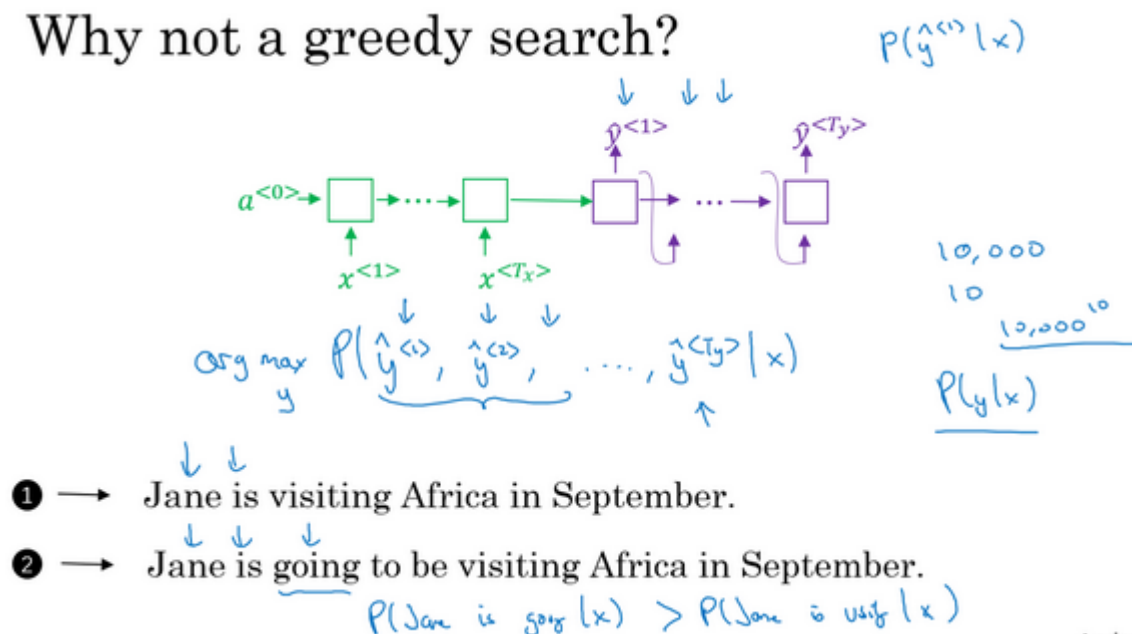 Why not a greedy search?
P(ŷ^<1>|x)
ŷ^<1> ŷ^<Ty>
a^<0> ... ...
x^<1> x^<Tx>
10,000
10
10,000^10
arg max P(ŷ^<1>, ŷ^<2>, ...., ŷ^<Ty>|x)
y
P(y|x)
1 → Jane is visiting Africa in September.
2 → Jane is going to be visiting Africa in September.
P(Jane is going |x) > P(Jane is |x)